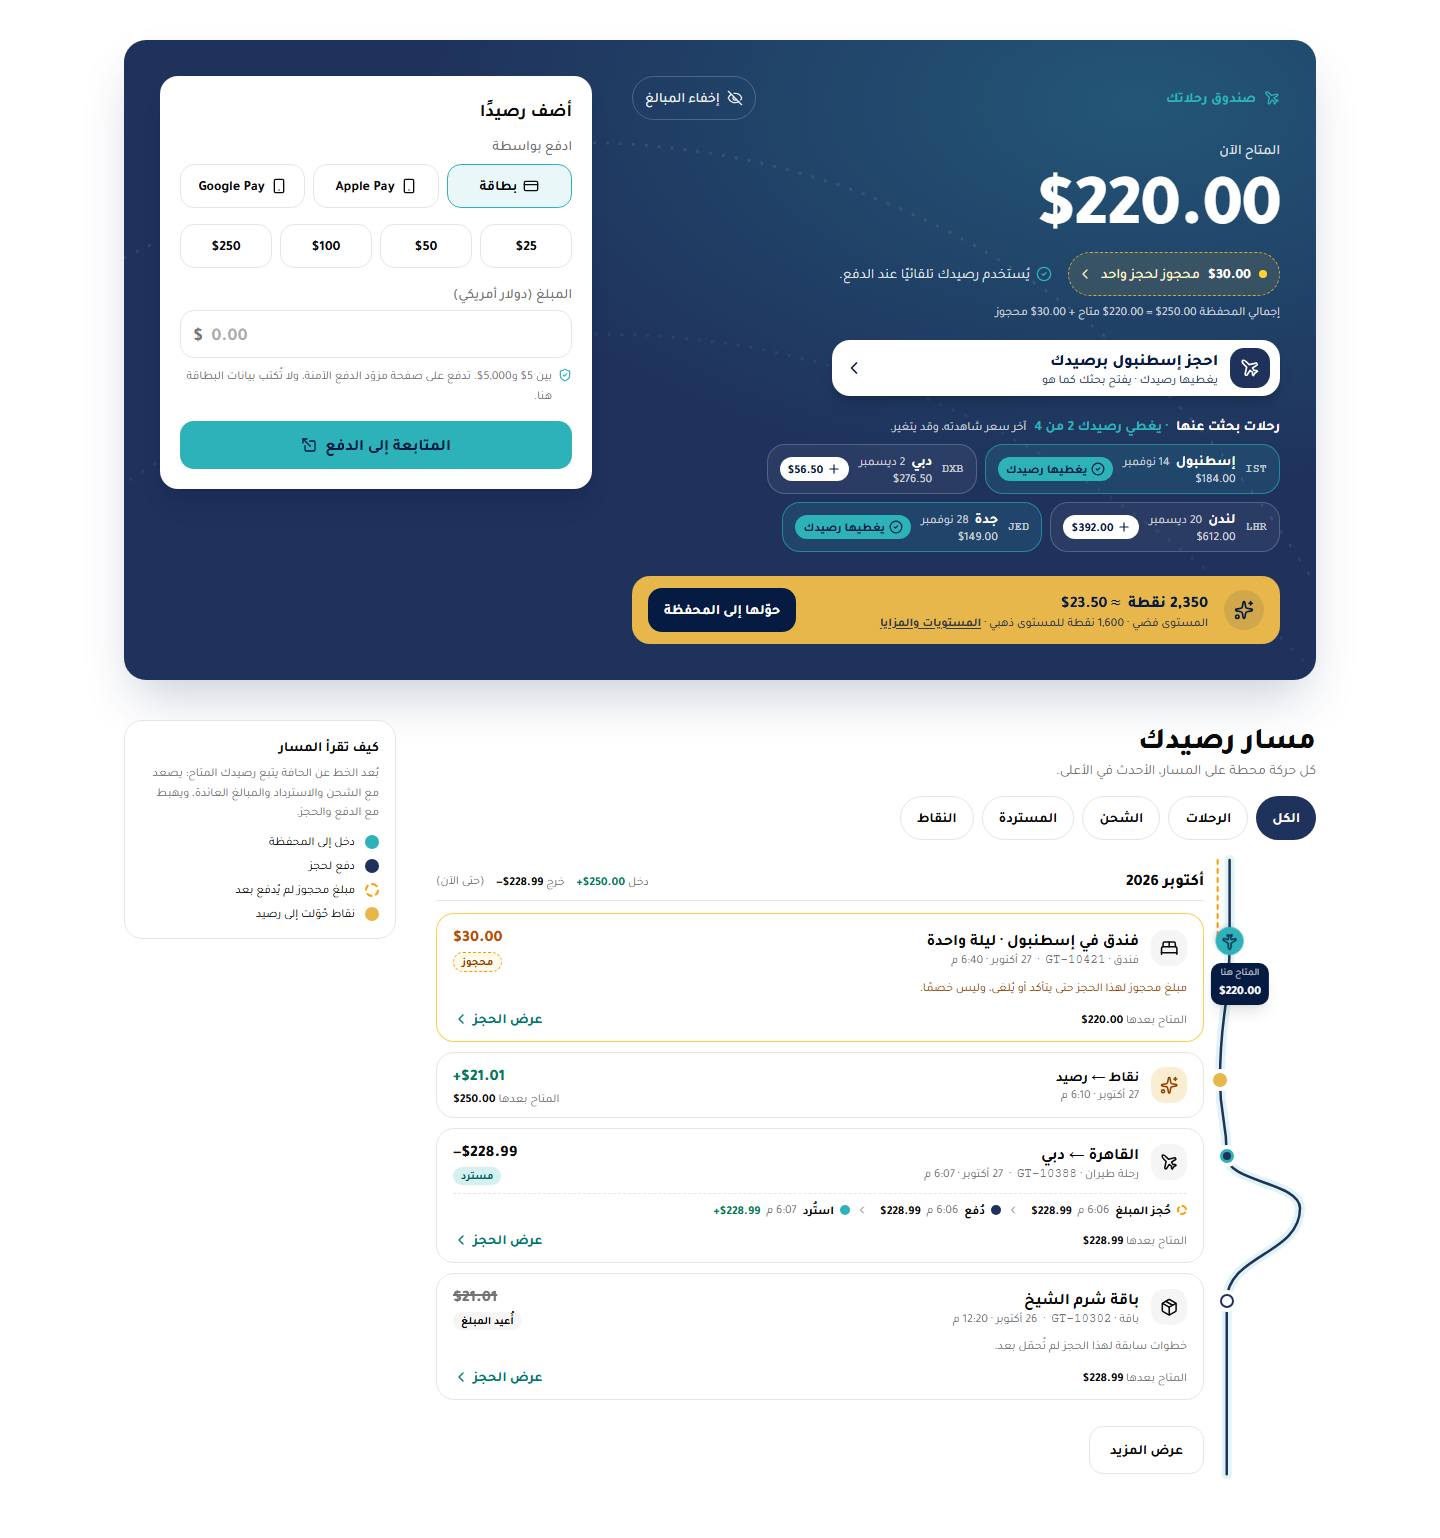 صندوق رحلاتك
إخفاء المبالغ
المتاح الآن
$220.00
$30.00 محجوز لحجز واحد
يُستخدم رصيدك تلقائيًا عند الدفع.
إجمالي المحفظة $250.00 = $220.00 متاح + $30.00 محجوز
احجز إسطنبول برصيدك
يغطيها رصيدك · يفتح بحثك كما هو
رحلات بحثت عنها · يغطي رصيدك 2 من 4 آخر سعر شاهدته، وقد يتغير.
IST إسطنبول 14 نوفمبر $184.00 يغطيها رصيدك
DXB دبي 2 ديسمبر $276.50 + $56.50
LHR لندن 20 ديسمبر $612.00 + $392.00
JED جدة 28 نوفمبر $149.00 يغطيها رصيدك
2,350 نقطة ≈ $23.50
المستوى فضي · 1,600 نقطة للمستوى ذهبي · المستويات والمزايا
حوّلها إلى المحفظة
أضف رصيدًا
ادفع بواسطة
بطاقة
Apple Pay
Google Pay
$25
$50
$100
$250
المبلغ (دولار أمريكي)
$ 0.00
بين $5 و$5,000. تدفع على صفحة مزوّد الدفع الآمنة، ولا تُكتب بيانات البطاقة
هنا.
المتابعة إلى الدفع
مسار رصيدك
كل حركة محطة على المسار، الأحدث في الأعلى.
الكل
الرحلات
الشحن
المستردة
النقاط
أكتوبر 2026
دخل +$250.00 خرج −$228.99 (حتى الآن)
المتاح هنا
$220.00
فندق في إسطنبول · ليلة واحدة
$30.00
فندق · GT-10421 · 27 أكتوبر · 6:40 م
محجوز
مبلغ محجوز لهذا الحجز حتى يتأكد أو يُلغى، وليس خصمًا.
المتاح بعدها $220.00
عرض الحجز
نقاط ← رصيد
+$21.01
27 أكتوبر · 6:10 م
المتاح بعدها $250.00
القاهرة ← دبي
−$228.99
رحلة طيران · GT-10388 · 27 أكتوبر · 6:07 م
مسترد
حُجز المبلغ 6:06 م $228.99
دُفع 6:06 م $228.99
استُرد 6:07 م +$228.99
المتاح بعدها $228.99
عرض الحجز
باقة شرم الشيخ
$21.01
باقة · GT-10302 · 26 أكتوبر · 12:20 م
أُعيد المبلغ
خطوات سابقة لهذا الحجز لم تُحمّل بعد.
المتاح بعدها $228.99
عرض الحجز
عرض المزيد
كيف تقرأ المسار
بُعد الخط عن الحافة يتبع رصيدك المتاح: يصعد
مع الشحن والاسترداد والمبالغ العائدة، ويهبط
مع الدفع والحجز.
دخل إلى المحفظة
دفع لحجز
مبلغ محجوز لم يُدفع بعد
نقاط حُوّلت إلى رصيد